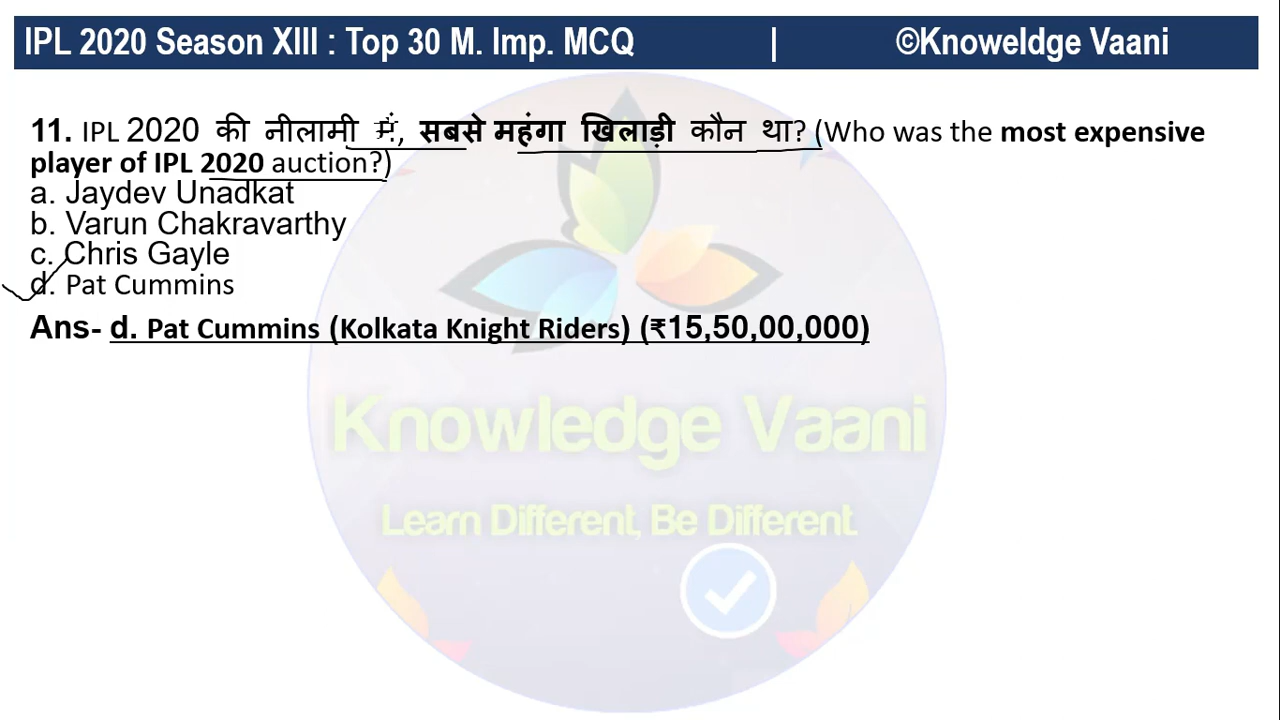 IPL 2020 Season XIII : Top 30 M. Imp. MCQ | ©Knoweldge Vaani
11. IPL 2020 की नीलामी में, सबसे महंगा खिलाड़ी कौन था? (Who was the most expensive
player of IPL 2020 auction?)
a. Jaydev Unadkat
b. Varun Chakravarthy
c. Chris Gayle
d. Pat Cummins
Ans- d. Pat Cummins (Kolkata Knight Riders) (₹15,50,00,000)
Knowledge Vaani
Learn Different, Be Different